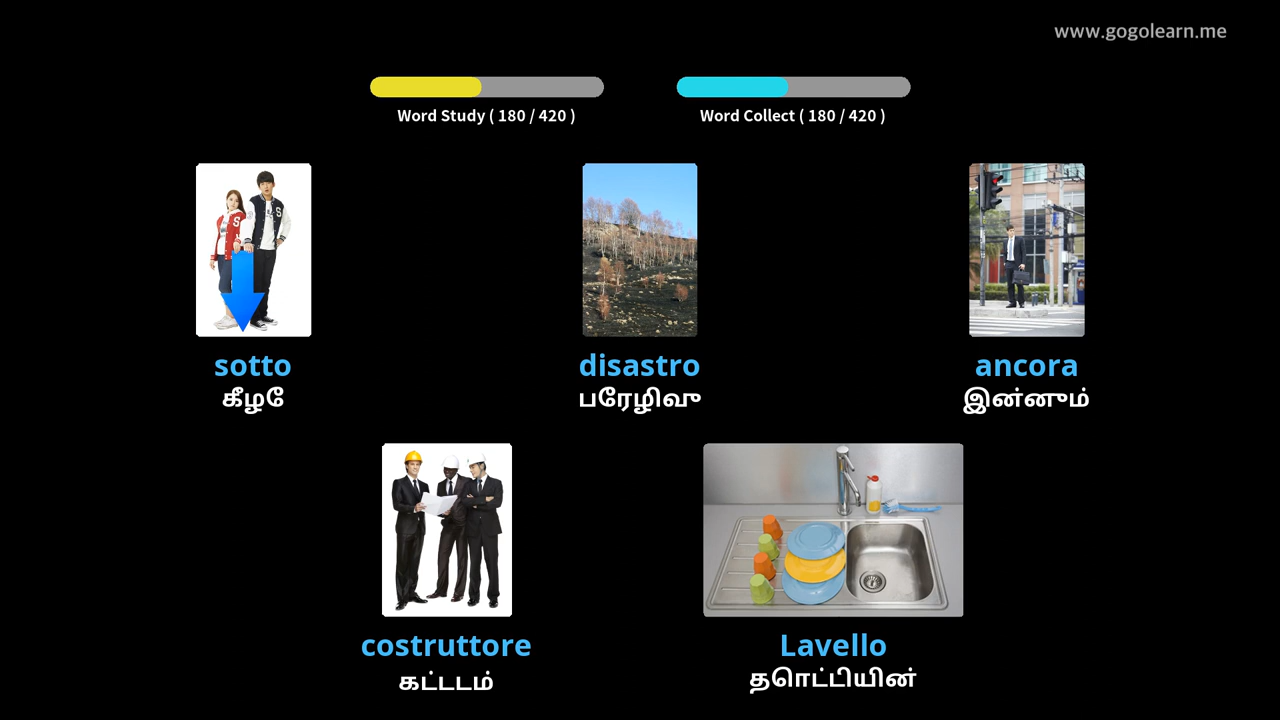 www.gogolearn.me
Word Study ( 180 / 420 )
Word Collect ( 180 / 420 )
sotto
கீழே
disastro
பேரழிவு
ancora
இன்னும்
costruttore
கட்டடம்
Lavello
தொட்டியின்